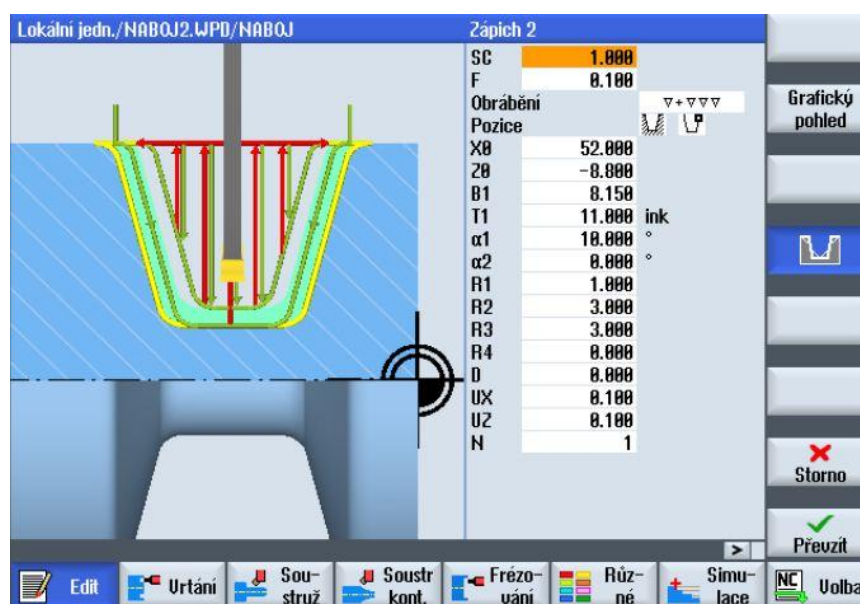 Lokální jedn./NABOJ2.WPD/NABOJ
Zápich 2
SC 1.000
F 0.100
Obrábění ▽+▽▽▽
Pozice
X0 52.000
Z0 -8.800
B1 8.150
T1 11.000 ink
α1 10.000 °
α2 0.000 °
R1 1.000
R2 3.000
R3 3.000
R4 0.000
D 0.000
UX 0.100
UZ 0.100
N 1
Grafický
pohled
Storno
Převzít
>
Edit
Vrtání
Sou-
struž
Soustr
kont.
Frézo-
vání
Růz-
né
Simu-
lace
NC
Volba